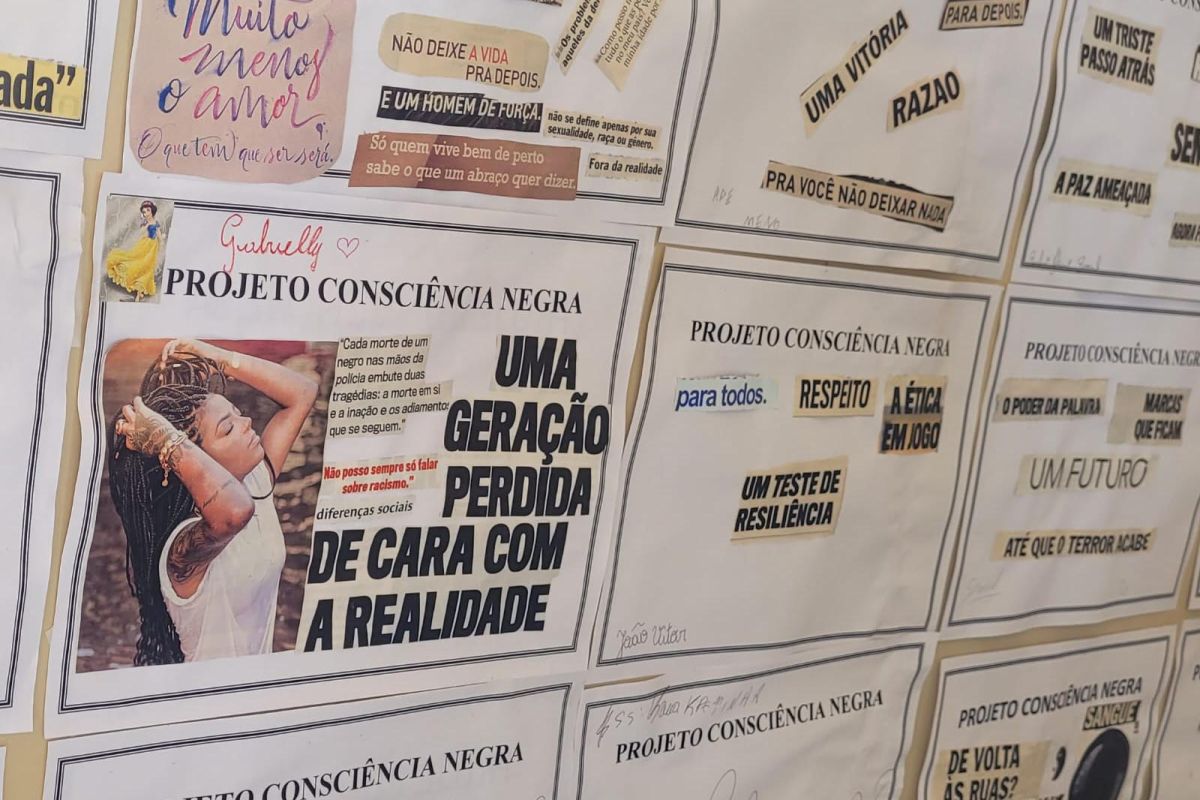 ada”
Muito
menos
o amor
O que tem que ser será.
NÃO DEIXE A VIDA
PRA DEPOIS.
E UM HOMEM DE FORÇA.
não se define apenas por sua
sexualidade, raça ou gênero.
Só quem vive bem de perto
sabe o que um abraço quer dizer.
Fora da realidade
PARA DEPOIS.
UMA VITÓRIA
RAZAO
PRA VOCÊ NÃO DEIXAR NADA
UM TRISTE
PASSO ATRÁS
SEN
A PAZ AMEAÇADA
AGORA
Gabrielly
PROJETO CONSCIÊNCIA NEGRA
"Cada morte de um
negro nas mãos da
polícia embute duas
tragédias: a morte em si
e a inação e os adiamentos
que se seguem."
Não posso sempre só falar
sobre racismo."
diferenças sociais
UMA
GERAÇÃO
PERDIDA
DE CARA COM
A REALIDADE
PROJETO CONSCIÊNCIA NEGRA
para todos.
RESPEITO
A ÉTICA
EM JOGO
UM TESTE DE
RESILIÊNCIA
João Vitor
PROJETO CONSCIÊNCIA NEGR
O PODER DA PALAVRA
MARCAS
QUE FICAM
UM FUTURO
ATÉ QUE O TERROR ACABE
ETO CONSCIÊNCIA NEGRA
PROJETO CONSCIÊNCIA NEGRA
PROJETO CONSCIÊNCIA NEGRA
SANGUE
DE VOLTA
ÀS RUAS?